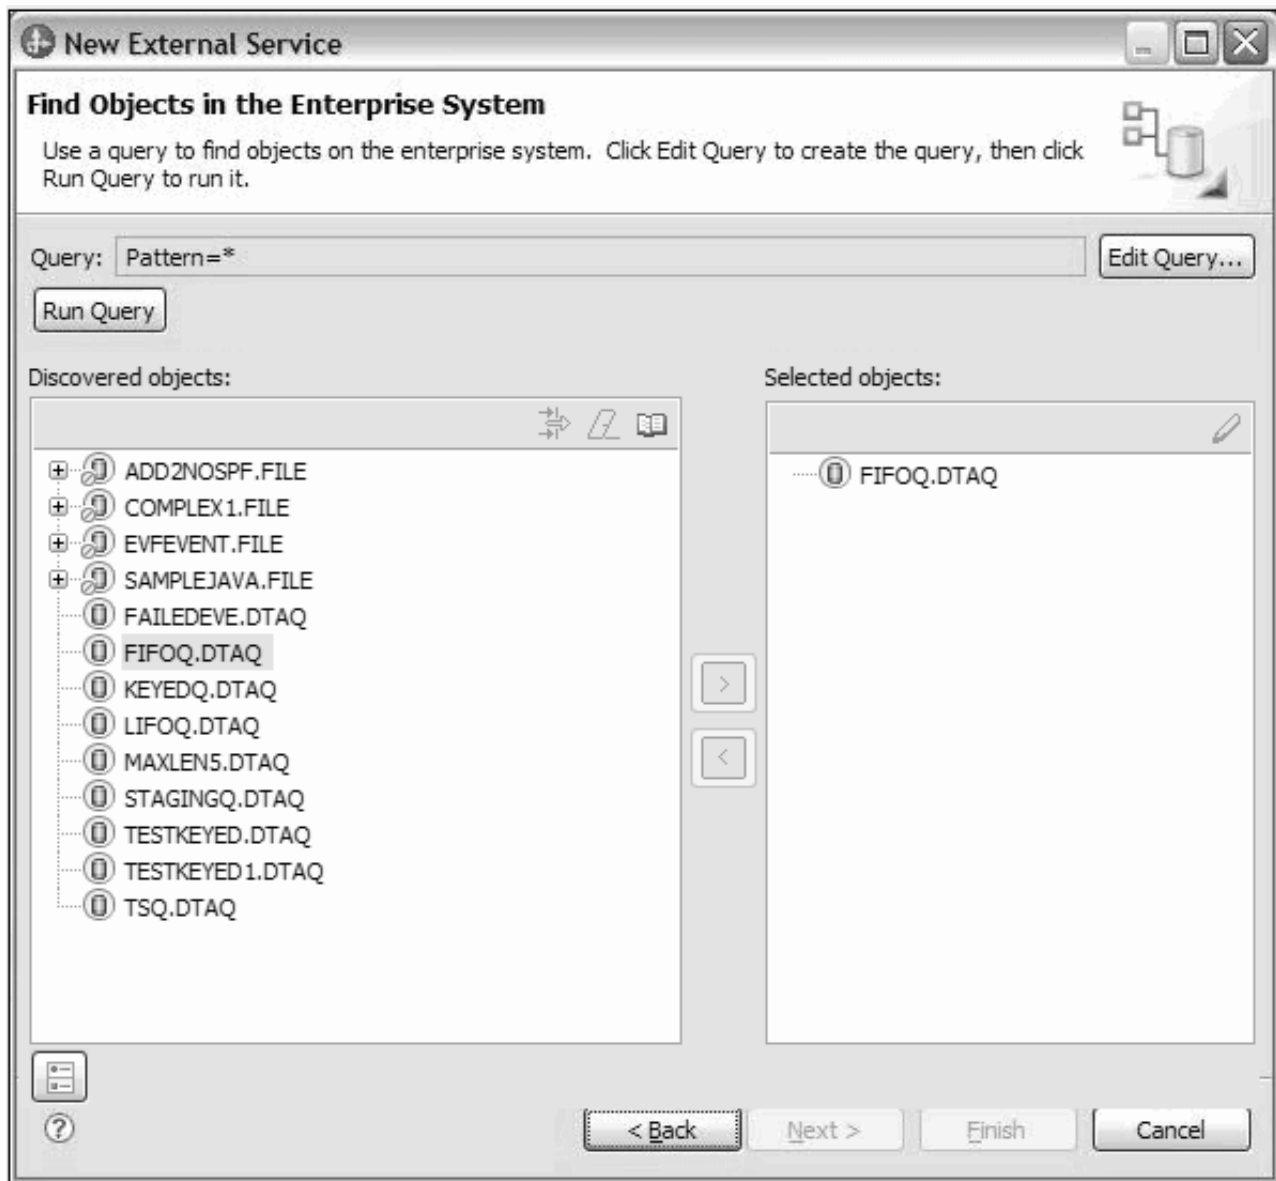 New External Service
Find Objects in the Enterprise System
Use a query to find objects on the enterprise system. Click Edit Query to create the query, then click
Run Query to run it.
Query: Pattern=* Edit Query...
Run Query
Discovered objects:
ADD2NOSPF.FILE
COMPLEX1.FILE
EVFEVENT.FILE
SAMPLEJAVA.FILE
FAILEDEVE.DTAQ
FIFOQ.DTAQ
KEYEDQ.DTAQ
LIFOQ.DTAQ
MAXLEN5.DTAQ
STAGINGQ.DTAQ
TESTKEYED.DTAQ
TESTKEYED1.DTAQ
TSQ.DTAQ
>
<
Selected objects:
FIFOQ.DTAQ
? < Back Next > Finish Cancel